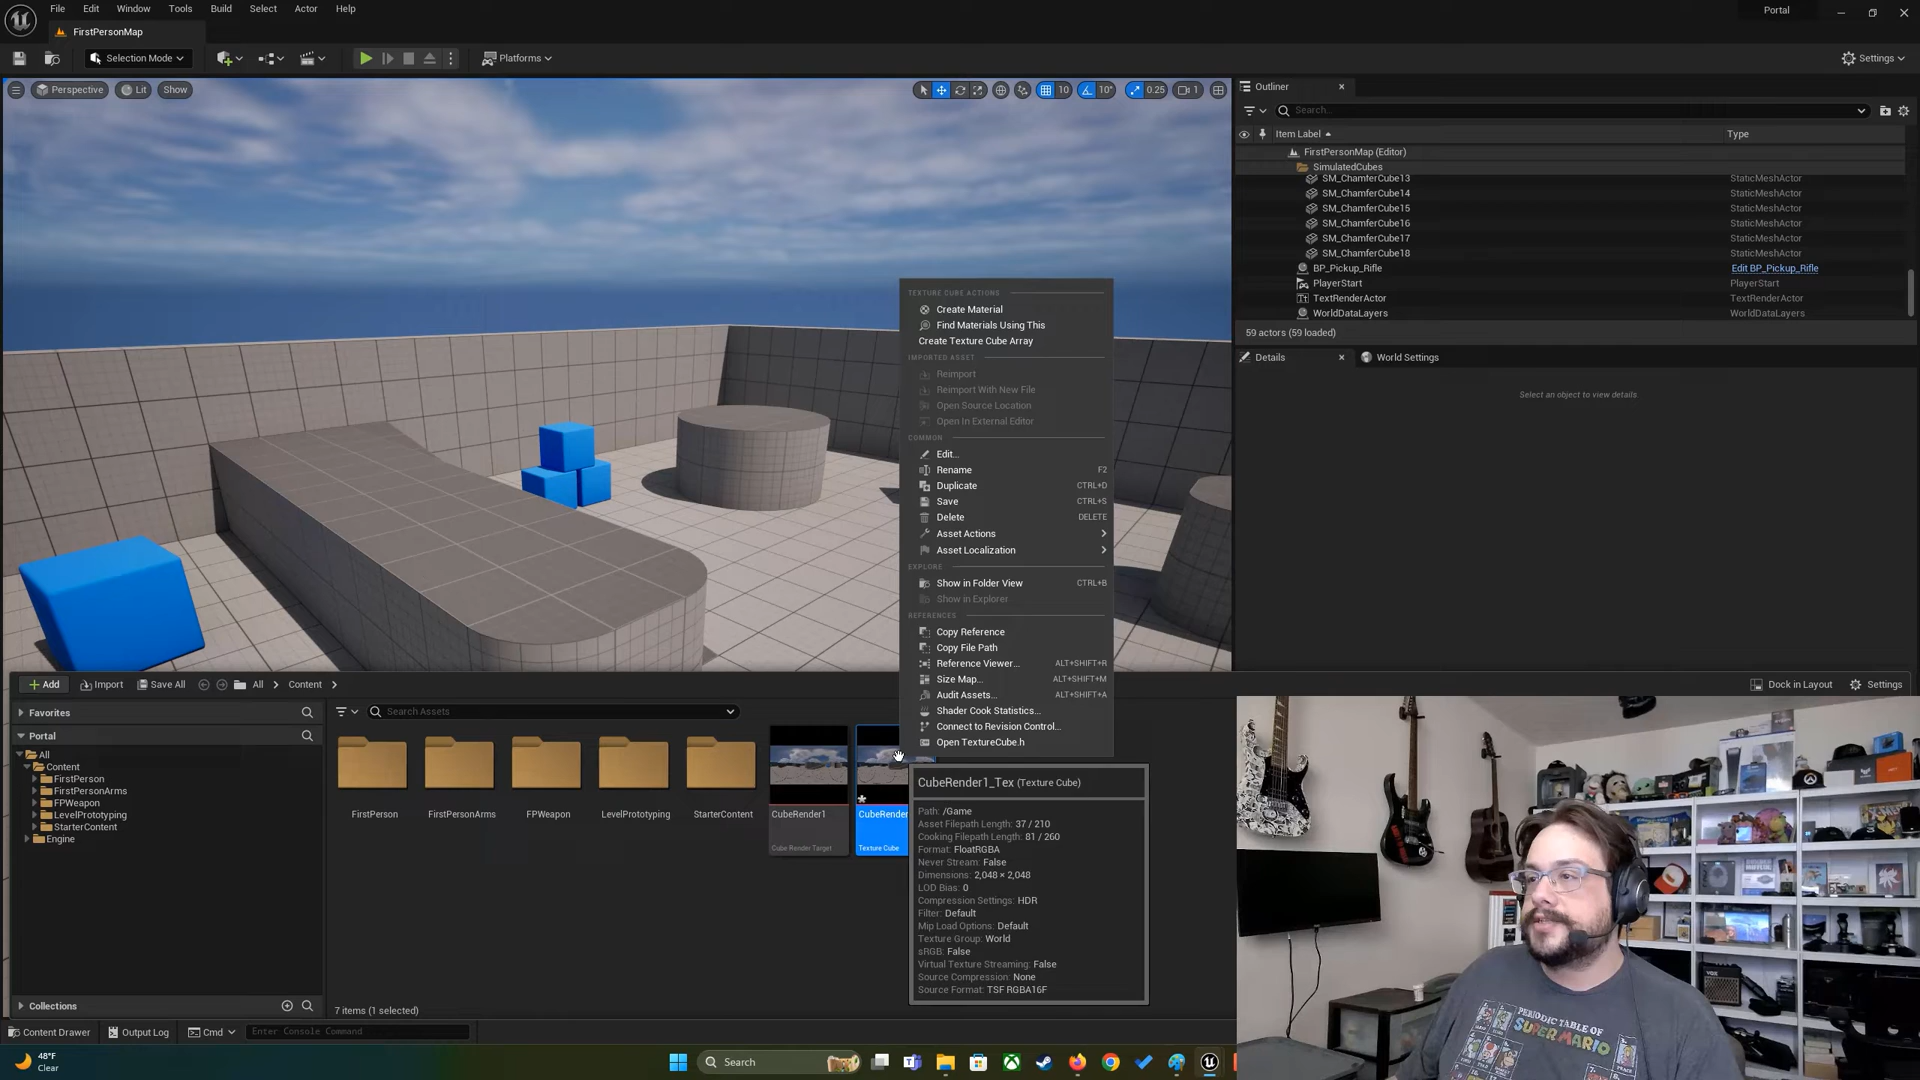 File Edit Window Tools Build Select Actor Help
Portal
FirstPersonMap
Selection Mode
Platforms
Settings
Perspective
Lit
Show
10
10°
0.25
1
Outliner
Search...
Item Label
Type
FirstPersonMap (Editor)
SimulatedCubes
SM_ChamferCube13 StaticMeshActor
SM_ChamferCube14 StaticMeshActor
SM_ChamferCube15 StaticMeshActor
SM_ChamferCube16 StaticMeshActor
SM_ChamferCube17 StaticMeshActor
SM_ChamferCube18 StaticMeshActor
BP_Pickup_Rifle Edit BP_Pickup_Rifle
PlayerStart PlayerStart
TextRenderActor TextRenderActor
WorldDataLayers WorldDataLayers
59 actors (59 loaded)
Details
World Settings
Select an object to view details
TEXTURE CUBE ACTIONS
Create Material
Find Materials Using This
Create Texture Cube Array
IMPORTED ASSET
Reimport
Reimport With New File
Open Source Location
Open In External Editor
COMMON
Edit...
Rename F2
Duplicate CTRL+D
Save CTRL+S
Delete DELETE
Asset Actions
Asset Localization
EXPLORE
Show in Folder View CTRL+B
Show in Explorer
REFERENCES
Copy Reference
Copy File Path
Reference Viewer... ALT+SHIFT+R
Size Map... ALT+SHIFT+M
Audit Assets... ALT+SHIFT+A
Shader Cook Statistics...
Connect to Revision Control...
Open TextureCube.h
Add
Import
Save All
All
Content
Dock in Layout
Settings
Favorites
Portal
All
Content
FirstPerson
FirstPersonArms
FPWeapon
LevelPrototyping
StarterContent
Engine
Collections
Search Assets
FirstPerson
FirstPersonArms
FPWeapon
LevelPrototyping
StarterContent
CubeRender1
Cube Render Target
CubeRender
Texture Cube
7 items (1 selected)
CubeRender1_Tex (Texture Cube)
Path: /Game
Asset Filepath Length: 37 / 210
Cooking Filepath Length: 81 / 260
Format: FloatRGBA
Never Stream: False
Dimensions: 2,048 × 2,048
LOD Bias: 0
Compression Settings: HDR
Filter: Default
Mip Load Options: Default
Texture Group: World
sRGB: False
Virtual Texture Streaming: False
Source Compression: None
Source Format: TSF RGBA16F
VOX
PERIODIC TABLE OF
SUPER MARIO
Content Drawer
Output Log
Cmd
Enter Console Command
48°F
Clear
Search